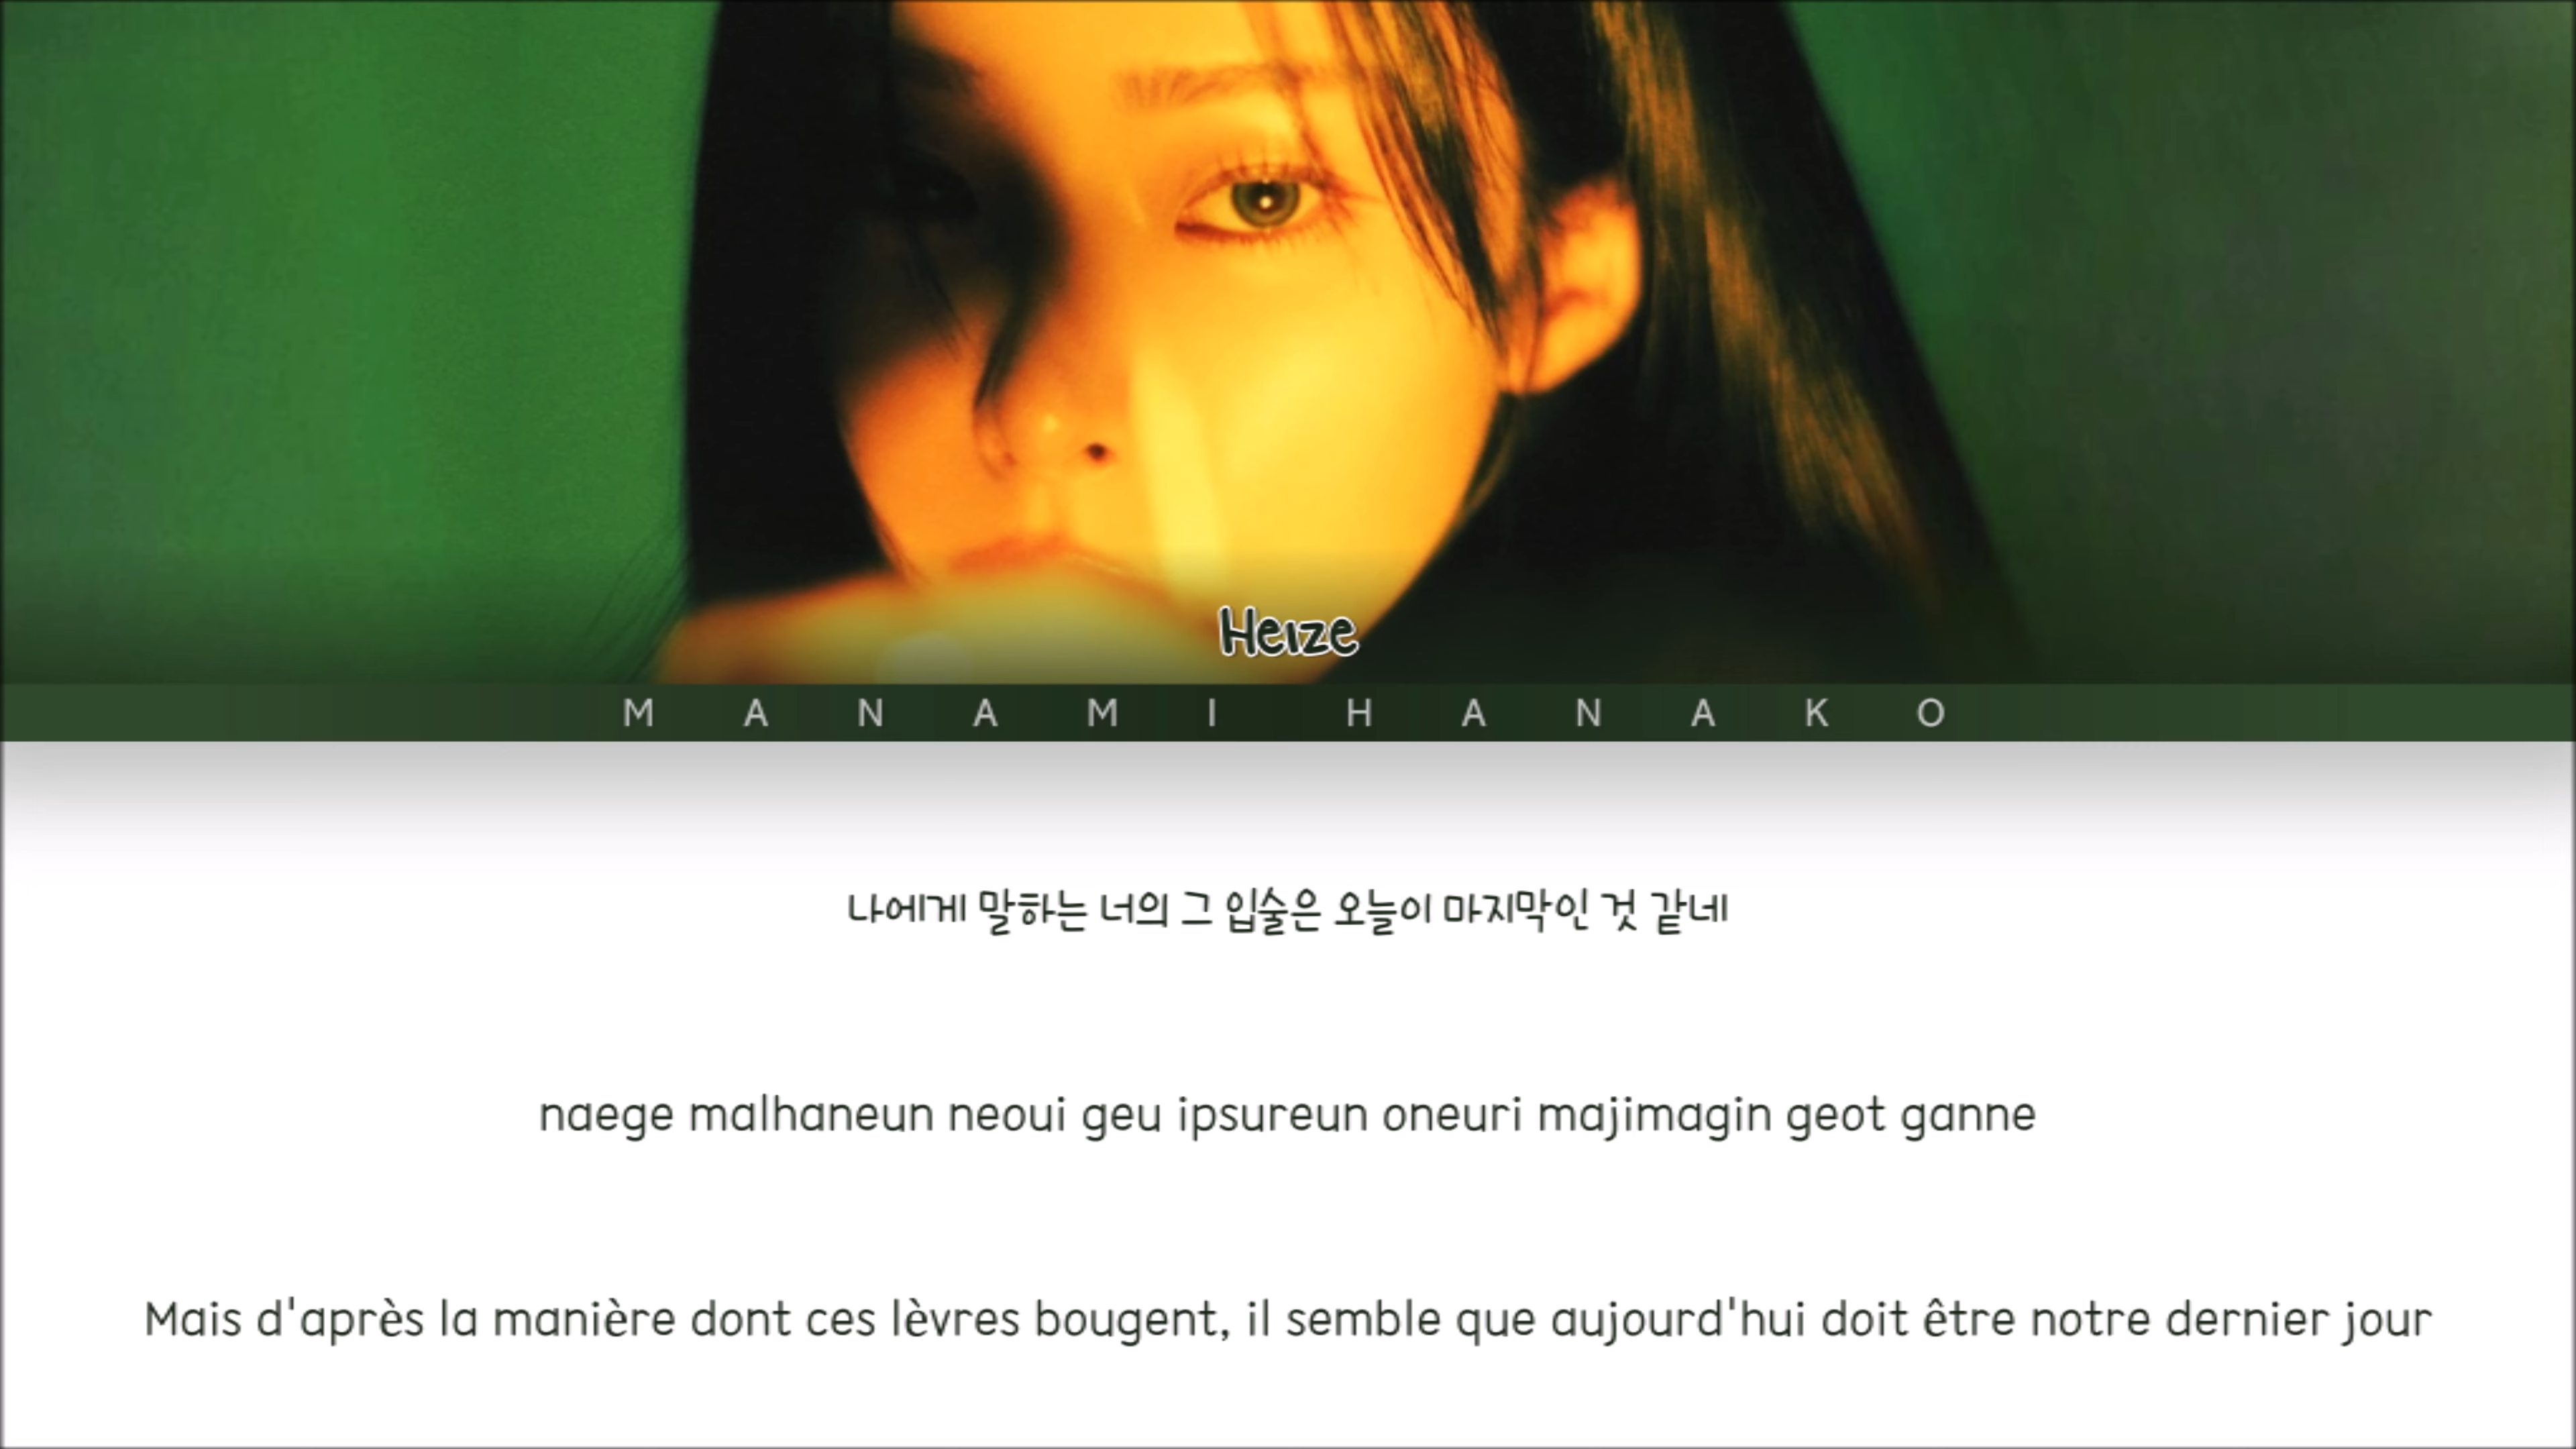 Heize
MANAMI HANAKO
나에게 말하는 너의 그 입술은 오늘이 마지막인 것 같네
naege malhaneun neoui geu ipsureun oneuri majimagin geot ganne
Mais d'après la manière dont ces lèvres bougent, il semble que aujourd'hui doit être notre dernier jour